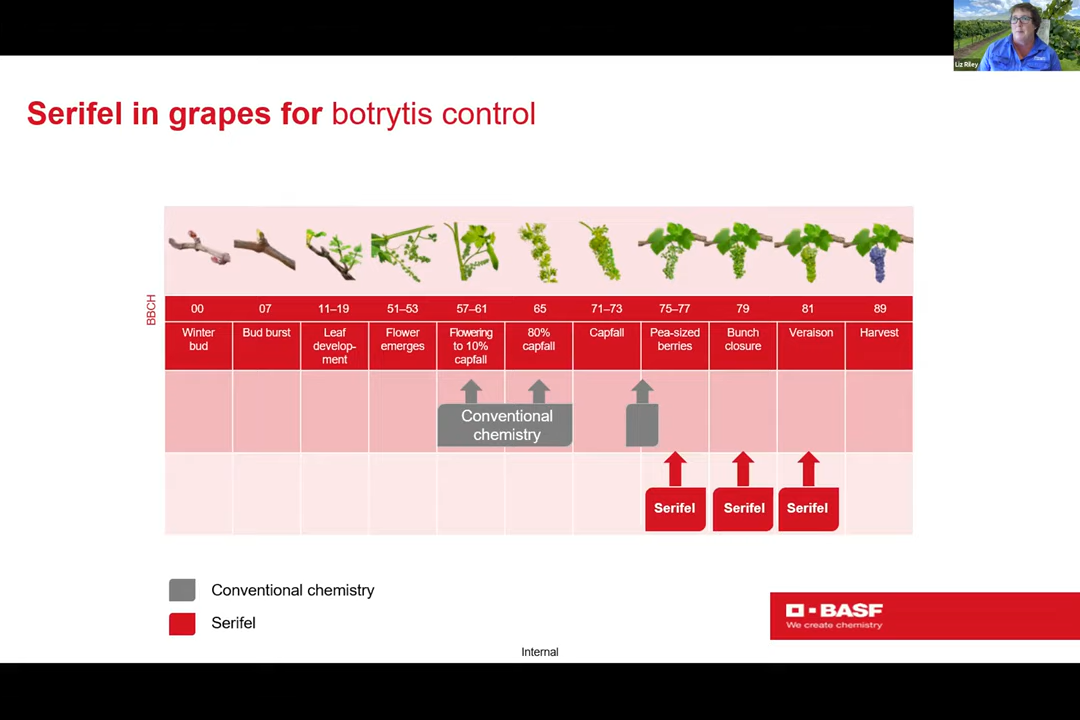 Liz Riley
Serifel in grapes for botrytis control
BBCH
00 07 11–19 51–53 57–61 65 71–73 75–77 79 81 89
Winter bud
Bud burst
Leaf develop-ment
Flower emerges
Flowering to 10% capfall
80% capfall
Capfall
Pea-sized berries
Bunch closure
Veraison
Harvest
Conventional
chemistry
Serifel Serifel Serifel
Conventional chemistry
Serifel
BASF
We create chemistry
Internal